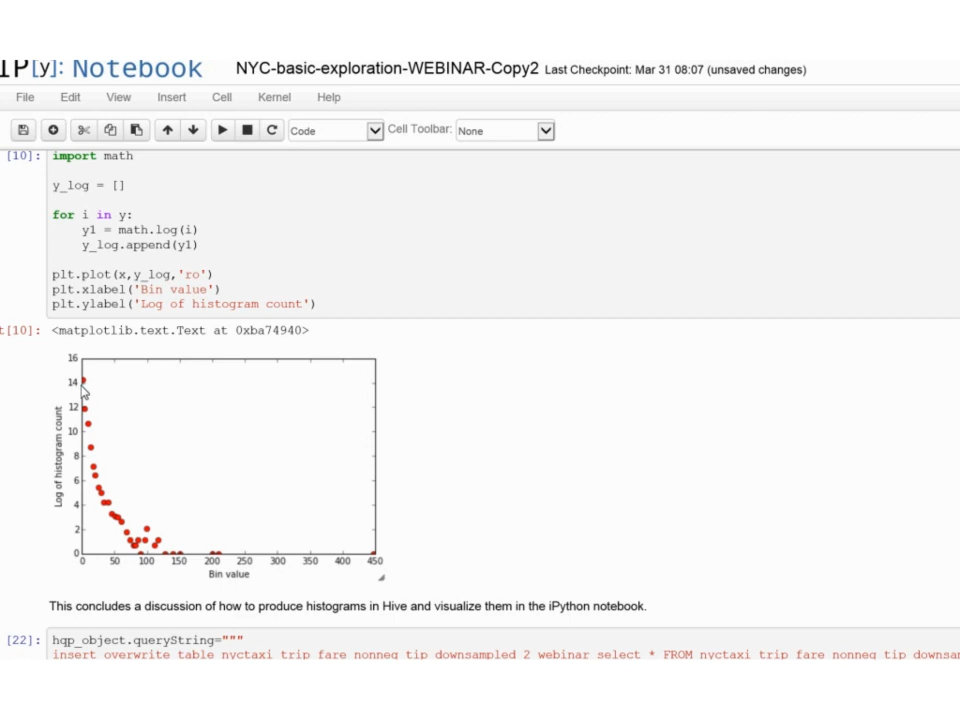 IP[y]: Notebook NYC-basic-exploration-WEBINAR-Copy2 Last Checkpoint: Mar 31 08:07 (unsaved changes)
File Edit View Insert Cell Kernel Help
Code Cell Toolbar: None
[10]: import math
y_log = []
for i in y:
y1 = math.log(i)
y_log.append(y1)
plt.plot(x,y_log,'ro')
plt.xlabel('Bin value')
plt.ylabel('Log of histogram count')
t[10]: <matplotlib.text.Text at 0xba74940>
16
14
12
10
8
6
4
2
0
Log of histogram count
0 50 100 150 200 250 300 350 400 450
Bin value
This concludes a discussion of how to produce histograms in Hive and visualize them in the iPython notebook.
[22]: hqp_object.queryString="""
insert overwrite table nyctaxi_trip_fare_nonneg_tip_downsampled_2_webinar select * FROM nyctaxi_trip_fare_nonneg_tip_downsam